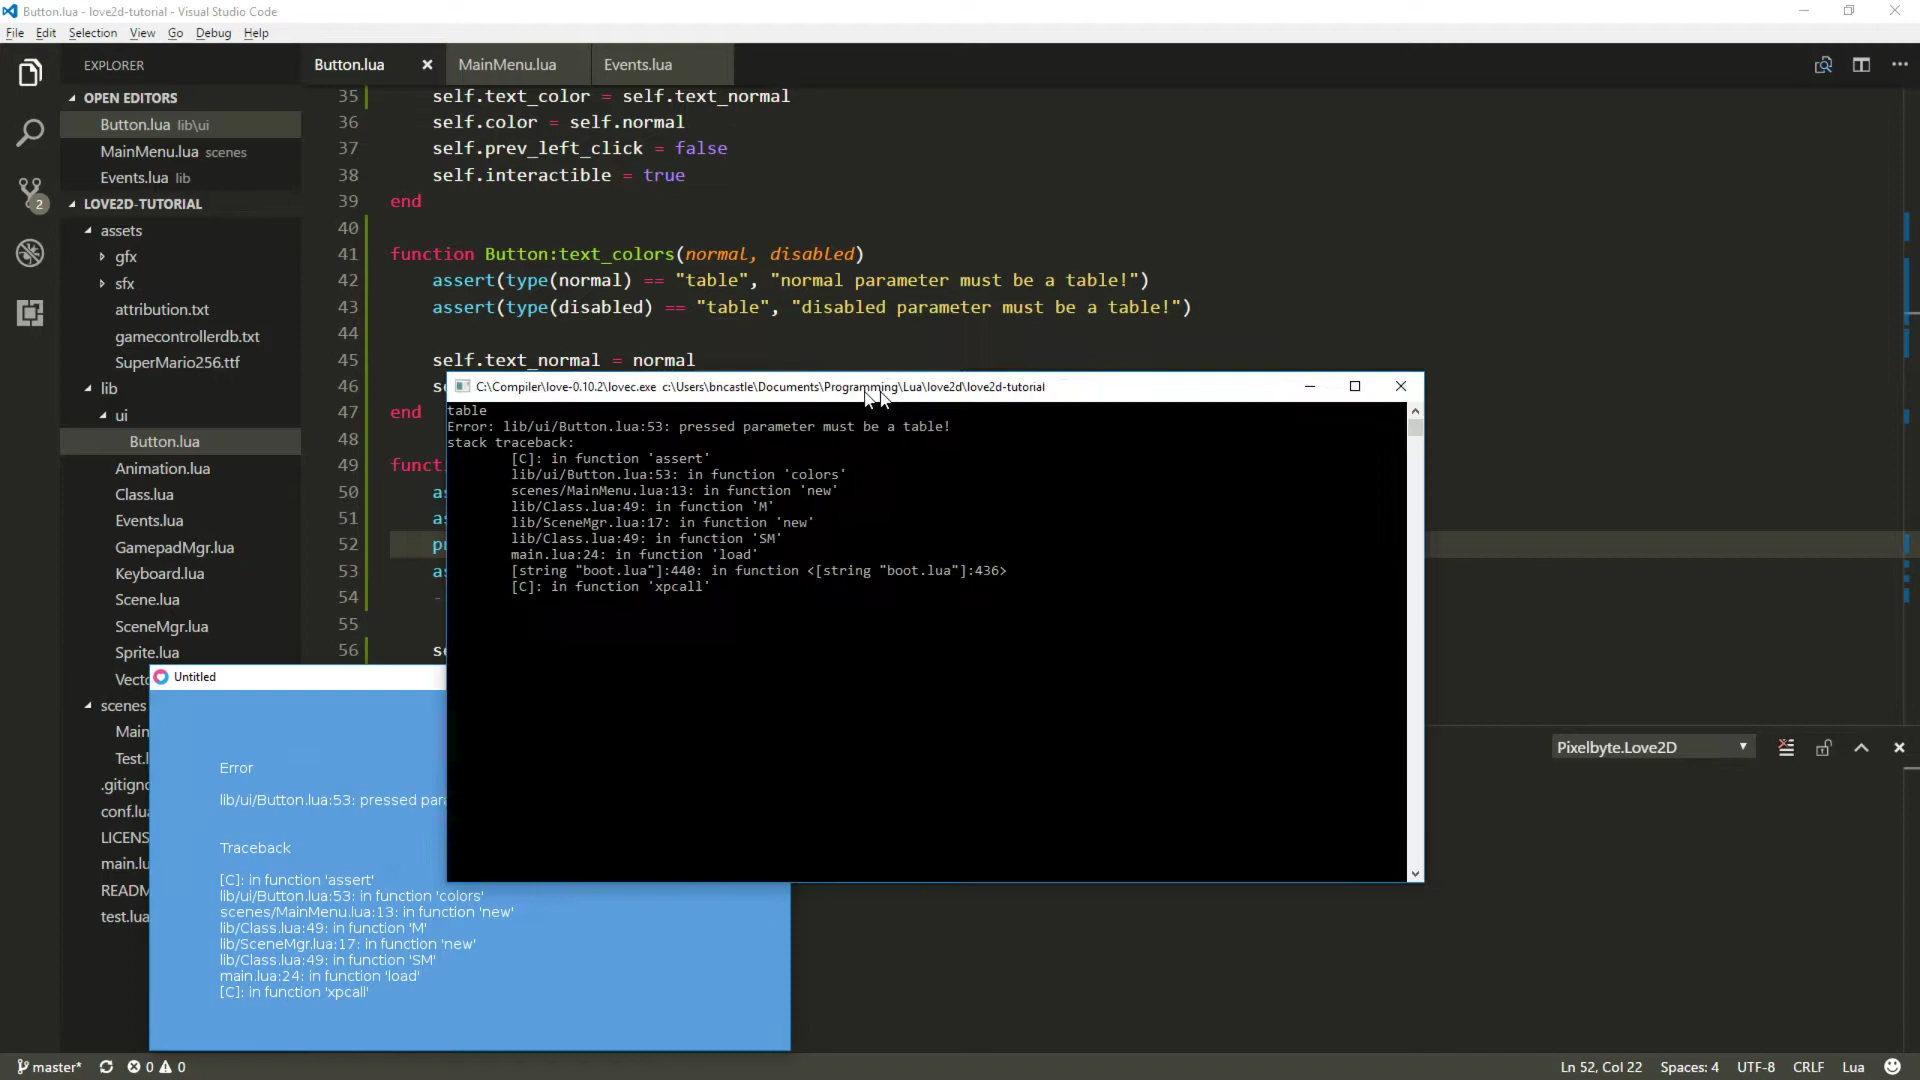 Button.lua - love2d-tutorial - Visual Studio Code
File Edit Selection View Go Debug Help
EXPLORER
OPEN EDITORS
Button.lua lib\ui
MainMenu.lua scenes
Events.lua lib
LOVE2D-TUTORIAL
assets
gfx
sfx
attribution.txt
gamecontrollerdb.txt
SuperMario256.ttf
lib
ui
Button.lua
Animation.lua
Class.lua
Events.lua
GamepadMgr.lua
Keyboard.lua
Scene.lua
SceneMgr.lua
Sprite.lua
Vecto
scenes
Main
Test.l
.gitigno
conf.lua
LICENS
main.lu
READM
test.lua
2
Button.lua MainMenu.lua Events.lua
35 self.text_color = self.text_normal
36 self.color = self.normal
37 self.prev_left_click = false
38 self.interactible = true
39 end
40
41 function Button:text_colors(normal, disabled)
42 assert(type(normal) == "table", "normal parameter must be a table!")
43 assert(type(disabled) == "table", "disabled parameter must be a table!")
44
45 self.text_normal = normal
46 se
47 end
48
49 functi
50 as
51 as
52 pr
53 as
54 -
55
56 se
C:\Compiler\love-0.10.2\lovec.exe c:\Users\bncastle\Documents\Programming\Lua\love2d\love2d-tutorial
table
Error: lib/ui/Button.lua:53: pressed parameter must be a table!
stack traceback:
[C]: in function 'assert'
lib/ui/Button.lua:53: in function 'colors'
scenes/MainMenu.lua:13: in function 'new'
lib/Class.lua:49: in function 'M'
lib/SceneMgr.lua:17: in function 'new'
lib/Class.lua:49: in function 'SM'
main.lua:24: in function 'load'
[string "boot.lua"]:440: in function <[string "boot.lua"]:436>
[C]: in function 'xpcall'
Untitled
Error
lib/ui/Button.lua:53: pressed para
Traceback
[C]: in function 'assert'
lib/ui/Button.lua:53: in function 'colors'
scenes/MainMenu.lua:13: in function 'new'
lib/Class.lua:49: in function 'M'
lib/SceneMgr.lua:17: in function 'new'
lib/Class.lua:49: in function 'SM'
main.lua:24: in function 'load'
[C]: in function 'xpcall'
Pixelbyte.Love2D
master* 0 0 Ln 52, Col 22 Spaces: 4 UTF-8 CRLF Lua